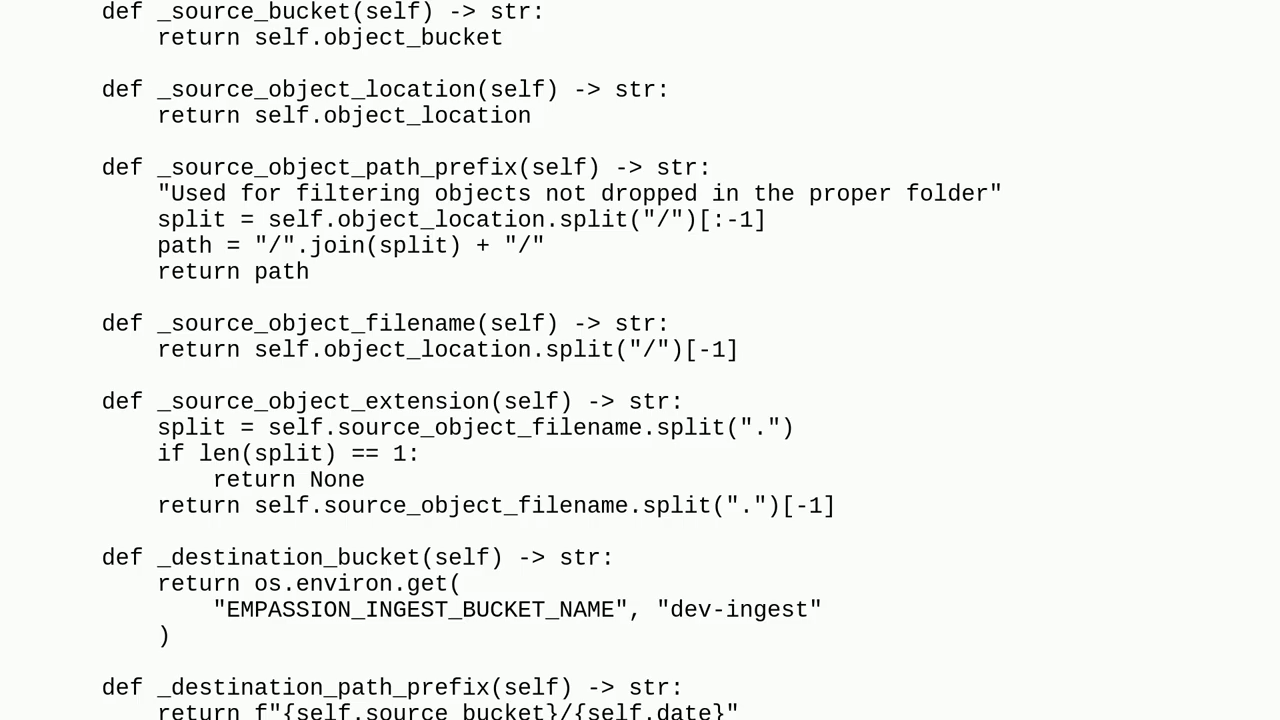 def _source_bucket(self) -> str:
return self.object_bucket
def _source_object_location(self) -> str:
return self.object_location
def _source_object_path_prefix(self) -> str:
"Used for filtering objects not dropped in the proper folder"
split = self.object_location.split("/")[:-1]
path = "/".join(split) + "/"
return path
def _source_object_filename(self) -> str:
return self.object_location.split("/")[-1]
def _source_object_extension(self) -> str:
split = self.source_object_filename.split(".")
if len(split) == 1:
return None
return self.source_object_filename.split(".")[-1]
def _destination_bucket(self) -> str:
return os.environ.get(
"EMPASSION_INGEST_BUCKET_NAME", "dev-ingest"
)
def _destination_path_prefix(self) -> str:
return f"{self.source_bucket}/{self.date}"